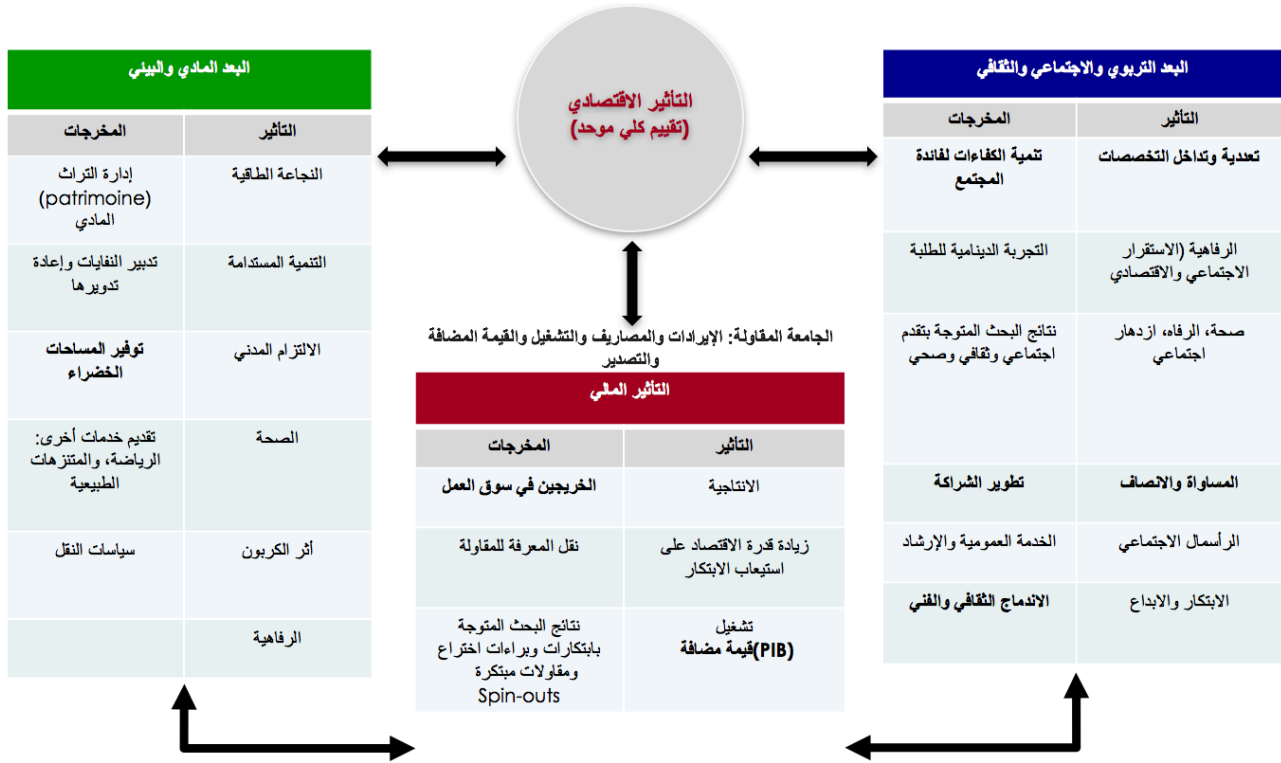 التأثير الاقتصادي
(تقييم كلي موحد)
البعد التربوي والاجتماعي والثقافي
التأثير
المخرجات
تعددية وتداخل التخصصات
تنمية الكفاءات لفائدة
المجتمع
الرفاهية (الاستقرار
الاجتماعي والاقتصادي
التجربة الدينامية للطلبة
صحة، الرفاه، ازدهار
اجتماعي
نتائج البحث المتوجة بتقدم
اجتماعي وثقافي وصحي
المساواة والانصاف
تطوير الشراكة
الرأسمال الاجتماعي
الخدمة العمومية والإرشاد
الابتكار والابداع
الاندماج الثقافي والفني
الجامعة المقاولة: الإيرادات والمصاريف والتشغيل والقيمة المضافة
والتصدير
التأثير المالي
التأثير
المخرجات
الانتاجية
الخريجين في سوق العمل
زيادة قدرة الاقتصاد على
استيعاب الابتكار
نقل المعرفة للمقاولة
تشغيل
(PIB)قيمة مضافة
نتائج البحث المتوجة
بابتكارات وبراءات اختراع
ومقاولات مبتكرة
Spin-outs
البعد المادي والبيئي
التأثير
المخرجات
النجاعة الطاقية
إدارة التراث
(patrimoine)
المادي
التنمية المستدامة
تدبير النفايات وإعادة
تدويرها
الالتزام المدني
توفير المساحات
الخضراء
الصحة
تقديم خدمات أخرى:
الرياضة، والمتنزهات
الطبيعية
أثر الكربون
سياسات النقل
الرفاهية